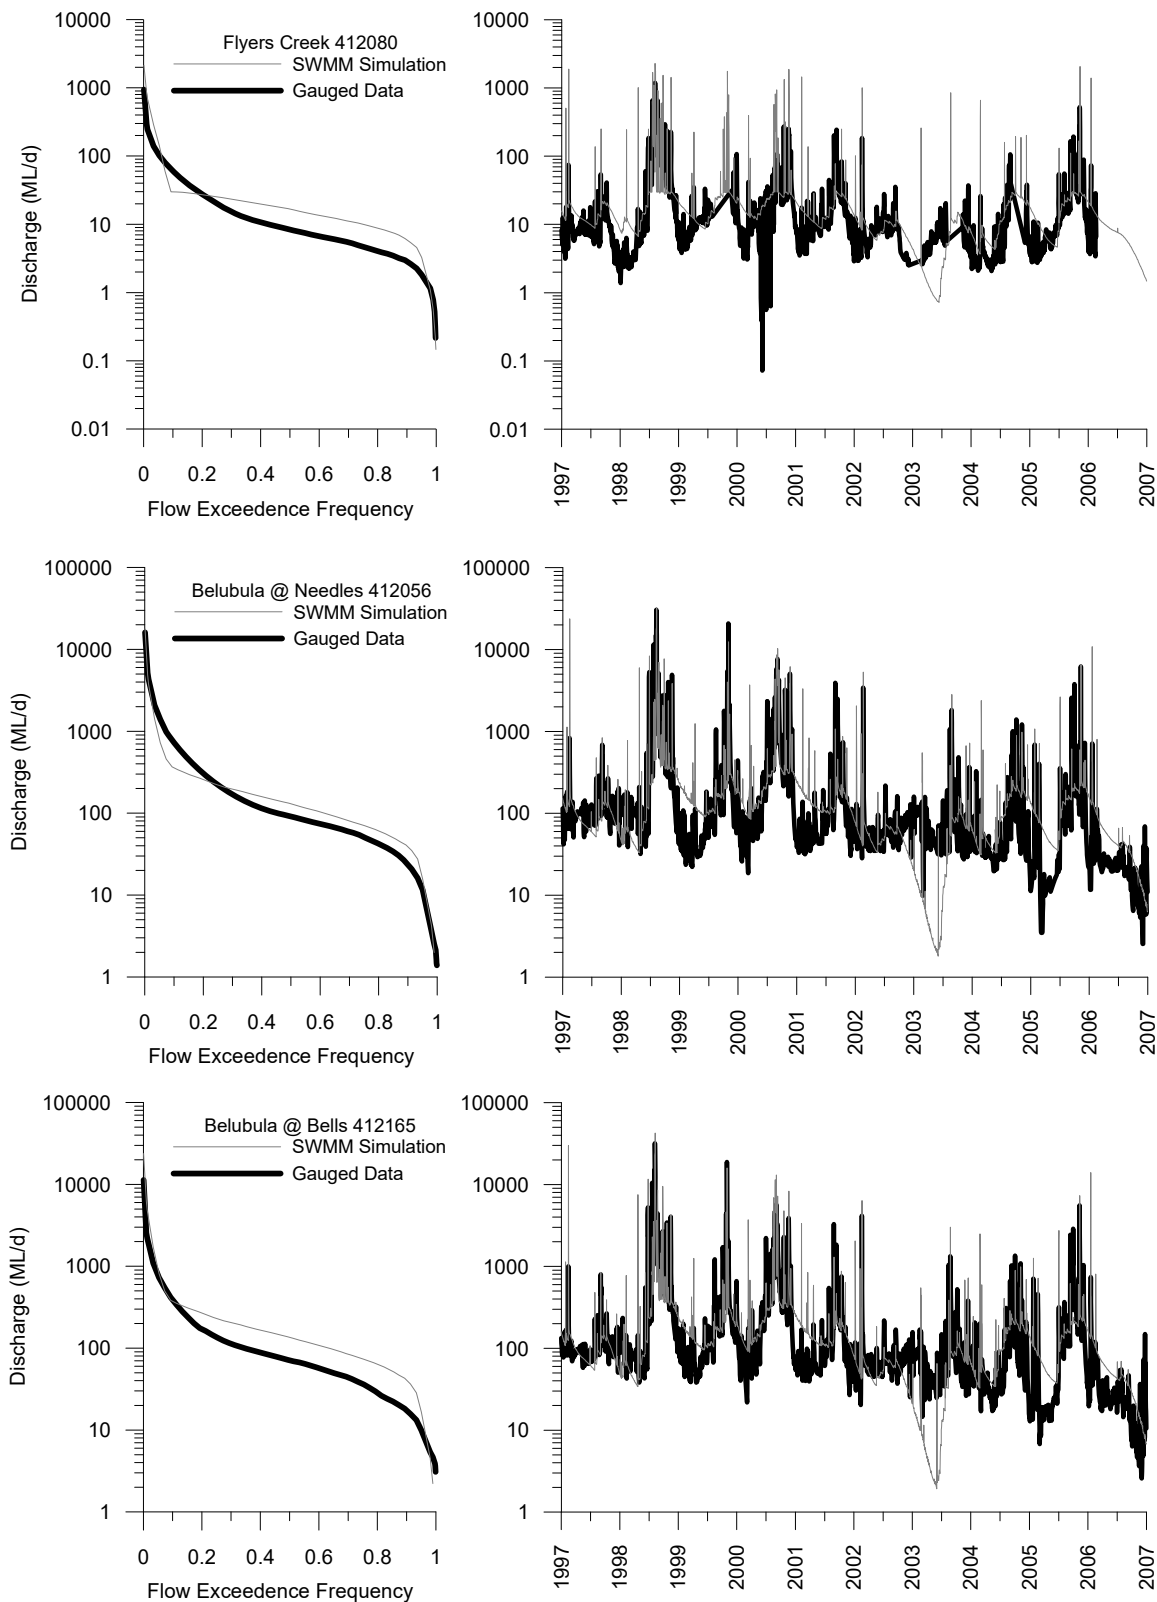 10000
1000
100
10
1
0.1
0.01
Discharge (ML/d)
Flyers Creek 412080
SWMM Simulation
Gauged Data
0 0.2 0.4 0.6 0.8 1
Flow Exceedence Frequency
10000
1000
100
10
1
0.1
0.01
1997 1998 1999 2000 2001 2002 2003 2004 2005 2006 2007
100000
10000
1000
100
10
1
Discharge (ML/d)
Belubula @ Needles 412056
SWMM Simulation
Gauged Data
0 0.2 0.4 0.6 0.8 1
Flow Exceedence Frequency
100000
10000
1000
100
10
1
1997 1998 1999 2000 2001 2002 2003 2004 2005 2006 2007
100000
10000
1000
100
10
1
Discharge (ML/d)
Belubula @ Bells 412165
SWMM Simulation
Gauged Data
0 0.2 0.4 0.6 0.8 1
Flow Exceedence Frequency
100000
10000
1000
100
10
1
1997 1998 1999 2000 2001 2002 2003 2004 2005 2006 2007